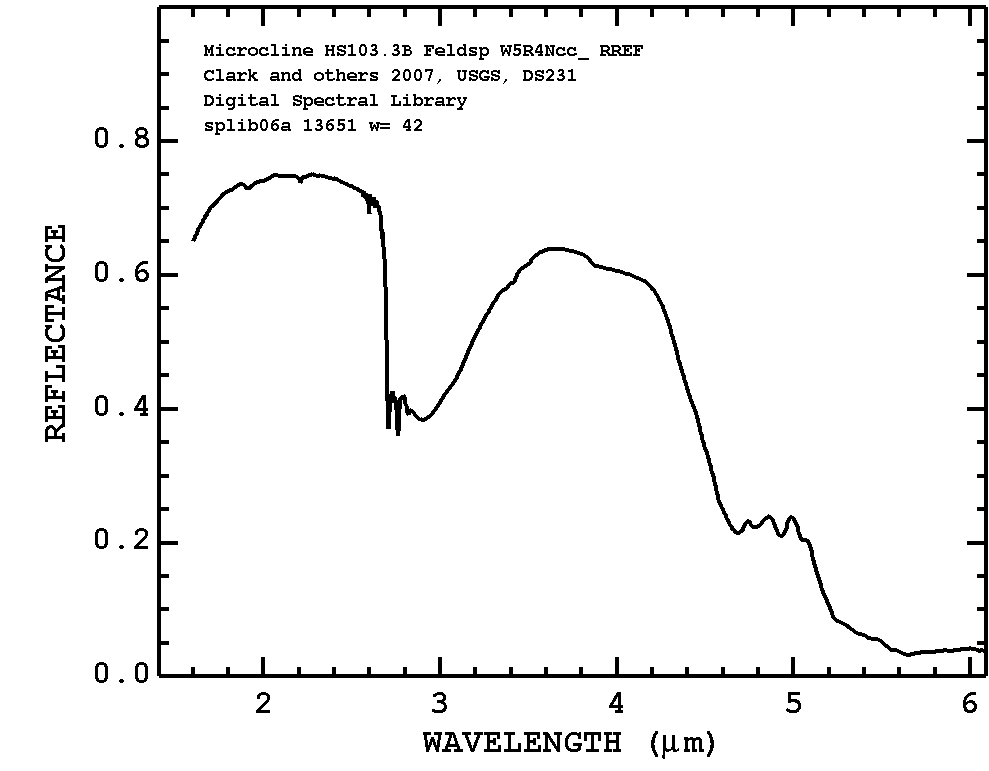 Microcline HS103.3B Feldsp W5R4Ncc_ RREF
Clark and others 2007, USGS, DS231
Digital Spectral Library
splib06a 13651 w= 42
0.8
0.6
0.4
0.2
0.0
REFLECTANCE
2 3 4 5 6
WAVELENGTH (μm)